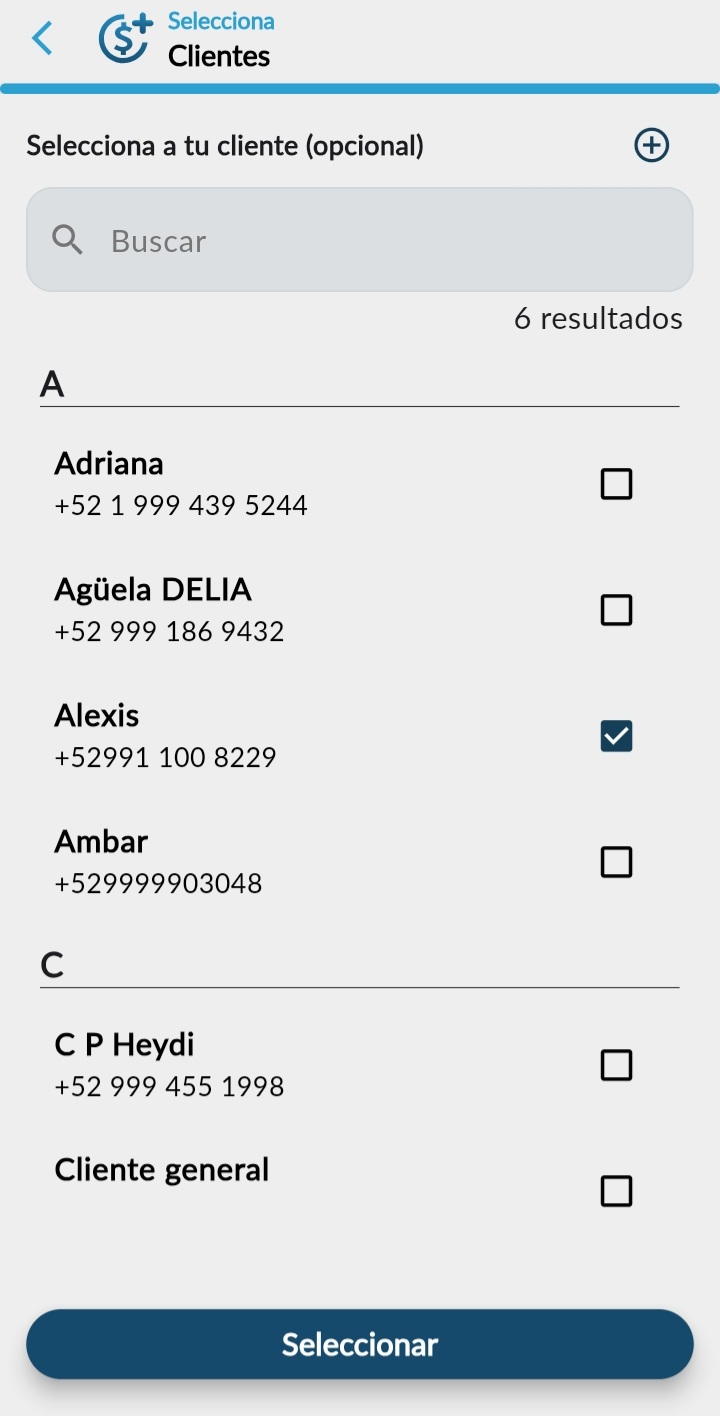 Selecciona
Clientes
Selecciona a tu cliente (opcional)
Buscar
6 resultados
A
Adriana
+52 1 999 439 5244
Agüela DELIA
+52 999 186 9432
Alexis
+52991 100 8229
Ambar
+529999903048
C
C P Heydi
+52 999 455 1998
Cliente general
Seleccionar